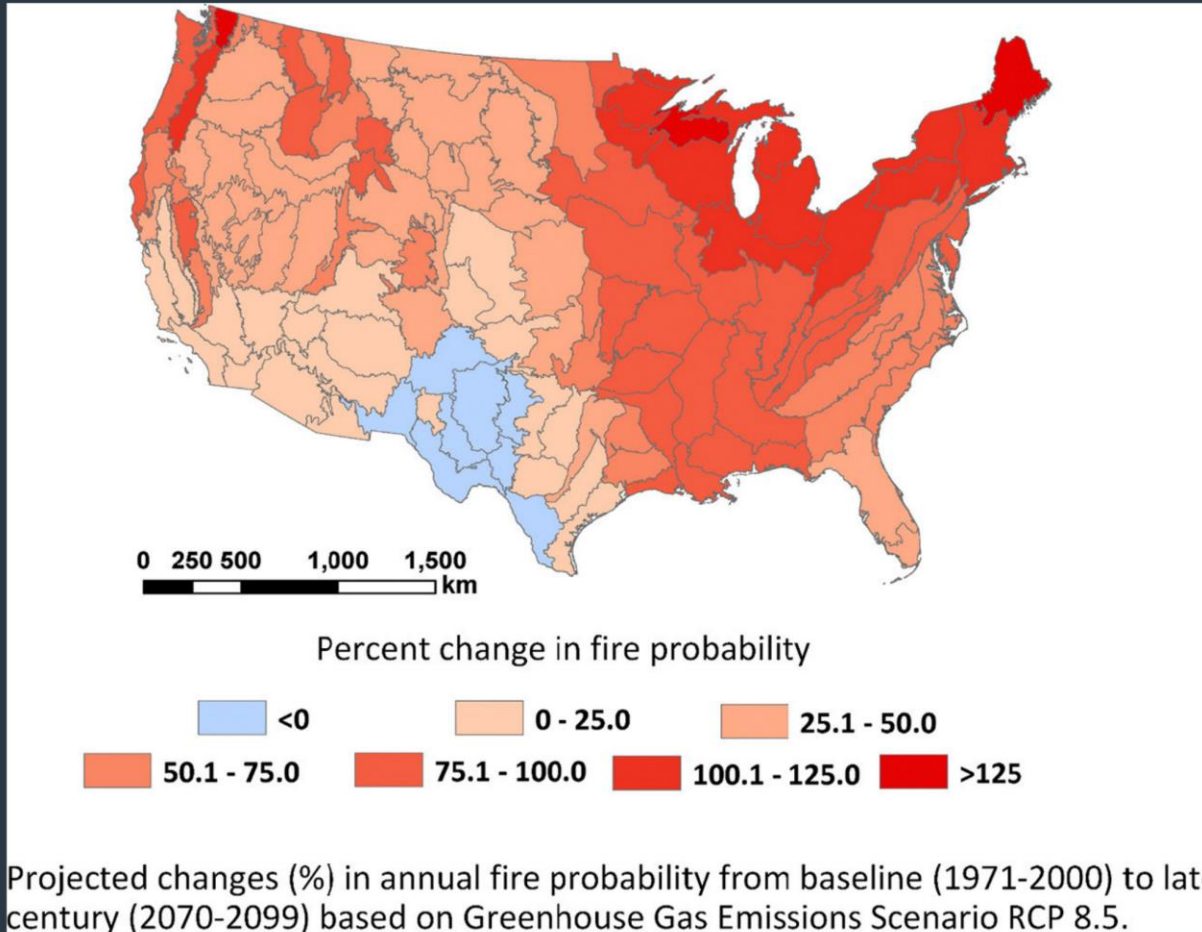 0 250 500 1,000 1,500
km
Percent change in fire probability
<0 0 - 25.0 25.1 - 50.0
50.1 - 75.0 75.1 - 100.0 100.1 - 125.0 >125
Projected changes (%) in annual fire probability from baseline (1971-2000) to lat
century (2070-2099) based on Greenhouse Gas Emissions Scenario RCP 8.5.